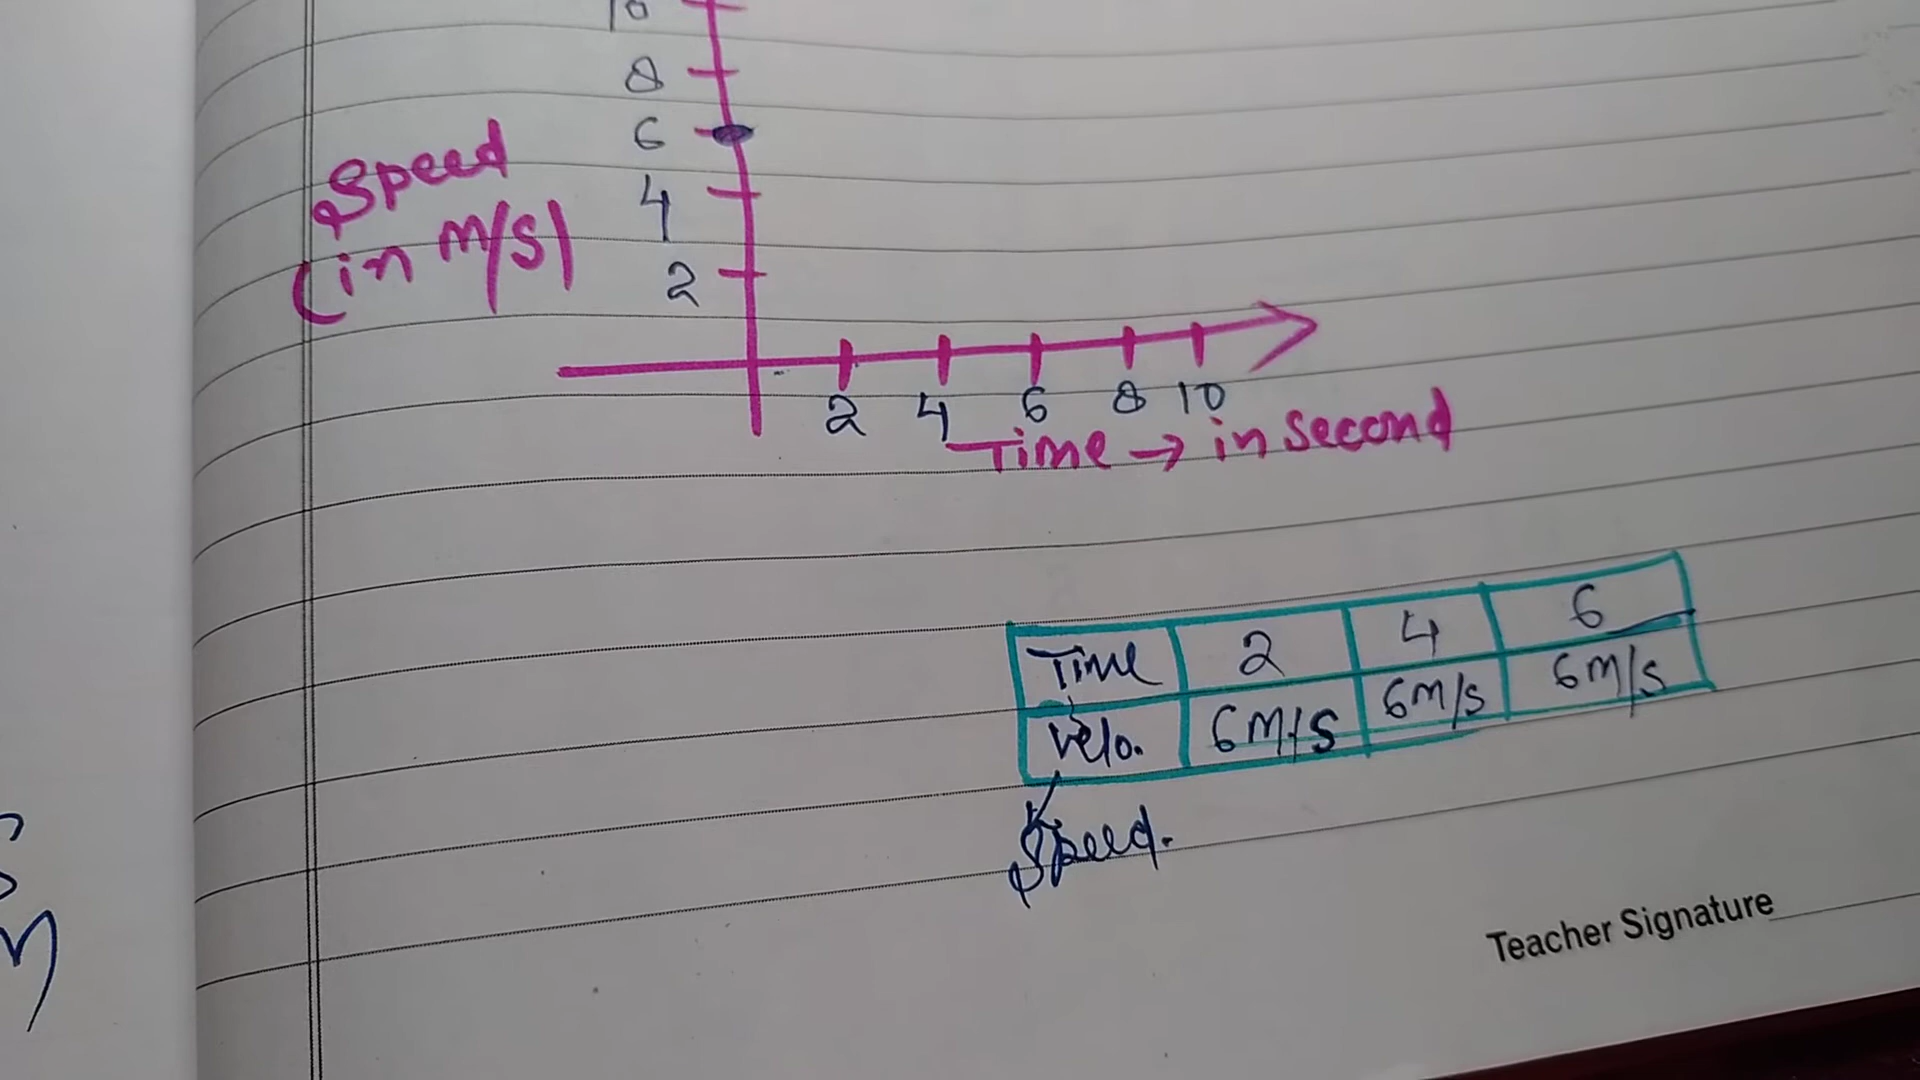 10
8
6
4
2
Speed
(in m/s)
2 4 6 8 10
Time → in second
Time 2 4 6
Velo. 6m/s 6m/s 6m/s
Speed.
Teacher Signature